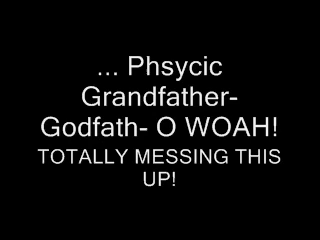 ... Phsycic
Grandfather-
Godfath- O WOAH!
TOTALLY MESSING THIS
UP!